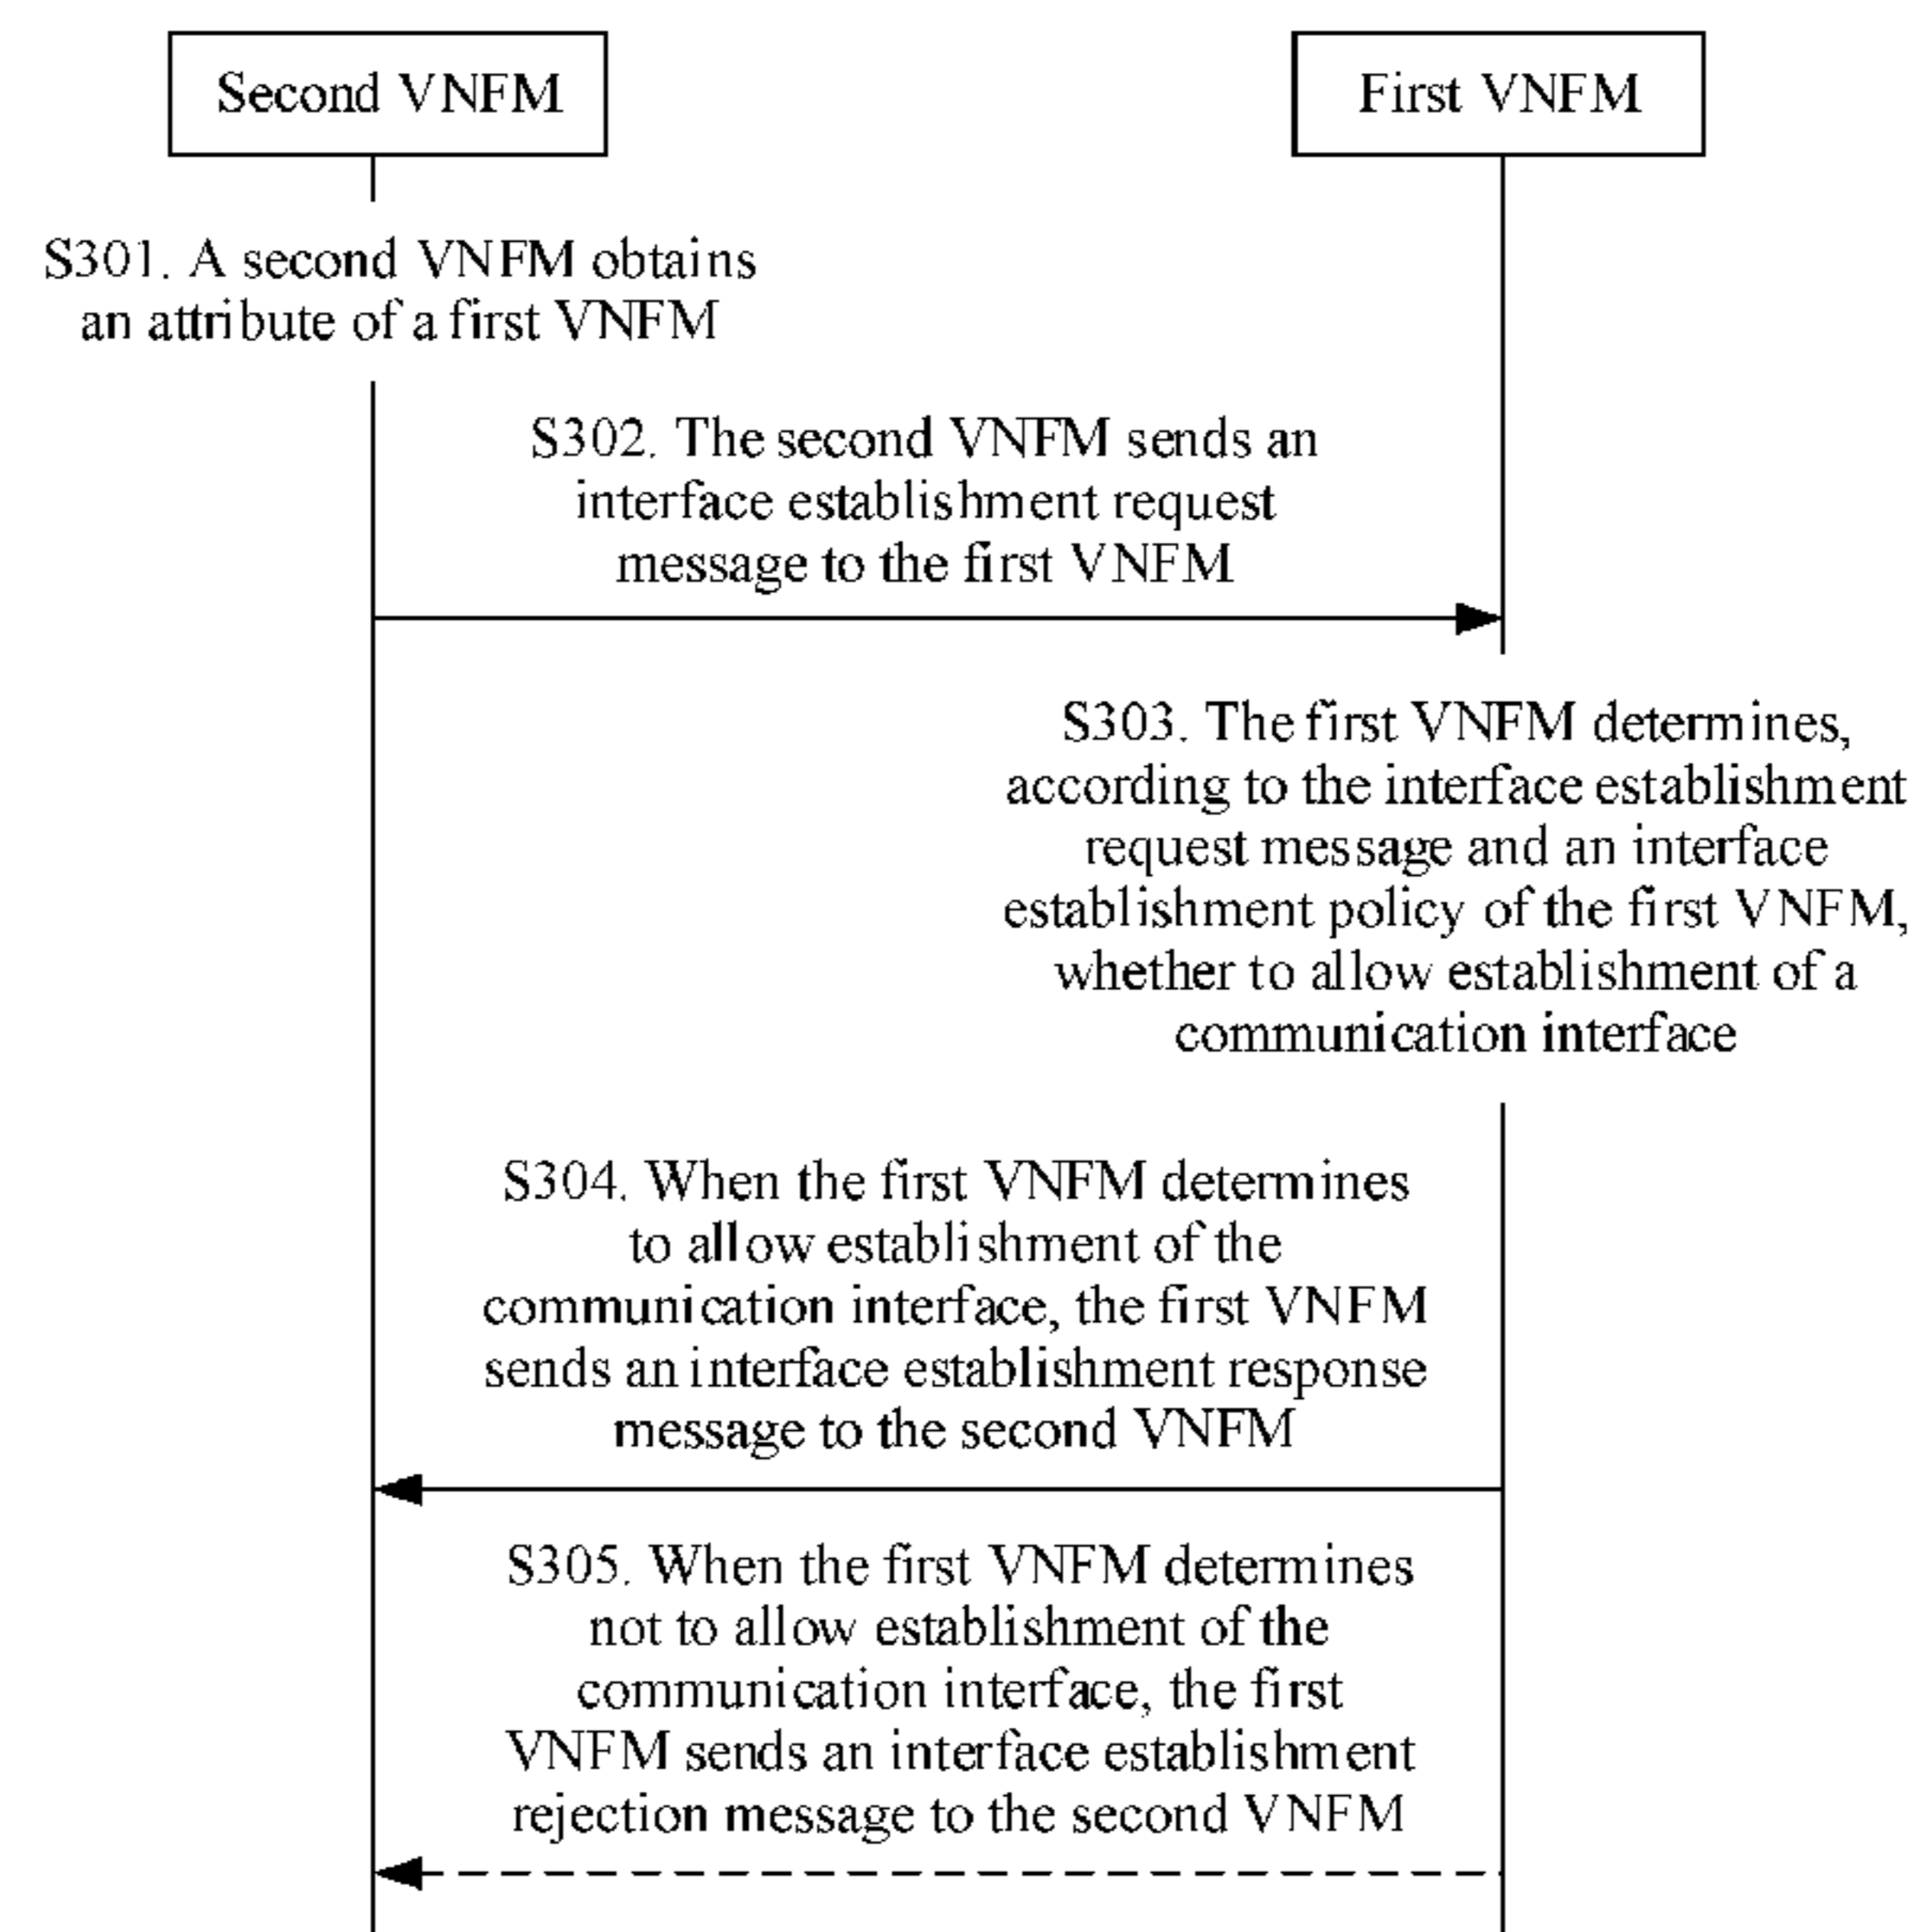 Second VNFM
First VNFM
S301. A second VNFM obtains
an attribute of a first VNFM
S302. The second VNFM sends an
interface establishment request
message to the first VNFM
S303. The first VNFM determines,
according to the interface establishment
request message and an interface
establishment policy of the first VNFM,
whether to allow establishment of a
communication interface
S304. When the first VNFM determines
to allow establishment of the
communication interface, the first VNFM
sends an interface establishment response
message to the second VNFM
S305. When the first VNFM determines
not to allow establishment of the
communication interface, the first
VNFM sends an interface establishment
rejection message to the second VNFM